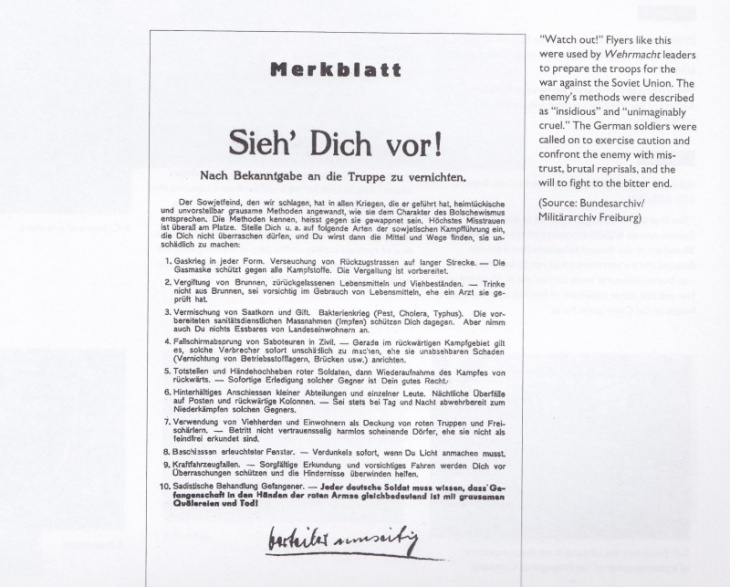 Merkblatt
Sieh' Dich vor!
Nach Bekanntgabe an die Truppe zu vernichten.
Der Sowjetfeind, den wir schlagen, hat in allen Kriegen, die er geführt hat, heimtückische
und unvorstellbar grausame Methoden angewandt, wie sie dem Charakter des Bolschewismus
entsprechen. Die Methoden kennen, heisst gegen sie gewappnet sein. Höchstes Misstrauen
ist überall am Platze. Stelle Dich u. a. auf folgende Arten der sowjetischen Kampfführung ein,
die Dich nicht überraschen dürfen, und Du wirst dann die Mittel und Wege finden, sie un-
schädlich zu machen:
1. Gaskrieg in jeder Form. Verseuchung von Rückzugstrassen auf langer Strecke. — Die
Gasmaske schützt gegen alle Kampfstoffe. Die Vergeltung ist vorbereitet.
2. Vergiftung von Brunnen, zurückgelassenen Lebensmitteln und Viehbeständen. — Trinke
nicht aus Brunnen, sei vorsichtig im Gebrauch von Lebensmitteln, ehe ein Arzt sie ge-
prüft hat.
3. Vermischung von Saatkorn und Gift. Bakterienkrieg (Pest, Cholera, Typhus). Die vor-
bereiteten sanitätsdienstlichen Massnahmen (Impfen) schützen Dich dagegen. Aber nimm
auch Du nichts Essbares von Landeseinwohnern an.
4. Fallschirmabsprung von Saboteuren in Zivil. — Gerade im rückwärtigen Kampfgebiet gilt
es, solche Verbrecher sofort unschädlich zu machen, ehe sie unabsehbaren Schaden
(Vernichtung von Betriebsstofflagern, Brücken usw.) anrichten.
5. Totstellen und Händehochheben roter Soldaten, dann Wiederaufnahme des Kampfes von
rückwärts. — Sofortige Erledigung solcher Gegner ist Dein gutes Recht.
6. Hinterhältiges Anschiessen kleiner Abteilungen und einzelner Leute. Nächtliche Überfälle
auf Posten und rückwärtige Kolonnen. — Sei stets bei Tag und Nacht abwehrbereit zum
Niederkämpfen solchen Gegners.
7. Verwendung von Viehherden und Einwohnern als Deckung von roten Truppen und Frei-
schärlern. — Betritt nicht vertrauensselig harmlos scheinende Dörfer, ehe sie nicht als
feindfrei erkundet sind.
8. Beschiessen erleuchteter Fenster. — Verdunkele sofort, wenn Du Licht anmachen musst.
9. Kraftfahrzeugfallen. — Sorgfältige Erkundung und vorsichtiges Fahren werden Dich vor
Überraschungen schützen und die Hindernisse überwinden helfen.
10. Sadistische Behandlung Gefangener. — Jeder deutsche Soldat muss wissen, dass Ge-
fangenschaft in den Händen der roten Armee gleichbedeutend ist mit grausamen
Quälereien und Tod!
"Watch out!" Flyers like this
were used by Wehrmacht leaders
to prepare the troops for the
war against the Soviet Union. The
enemy's methods were described
as "insidious" and "unimaginably
cruel." The German soldiers were
called on to exercise caution and
confront the enemy with mis-
trust, brutal reprisals, and the
will to fight to the bitter end.
(Source: Bundesarchiv/
Militärarchiv Freiburg)